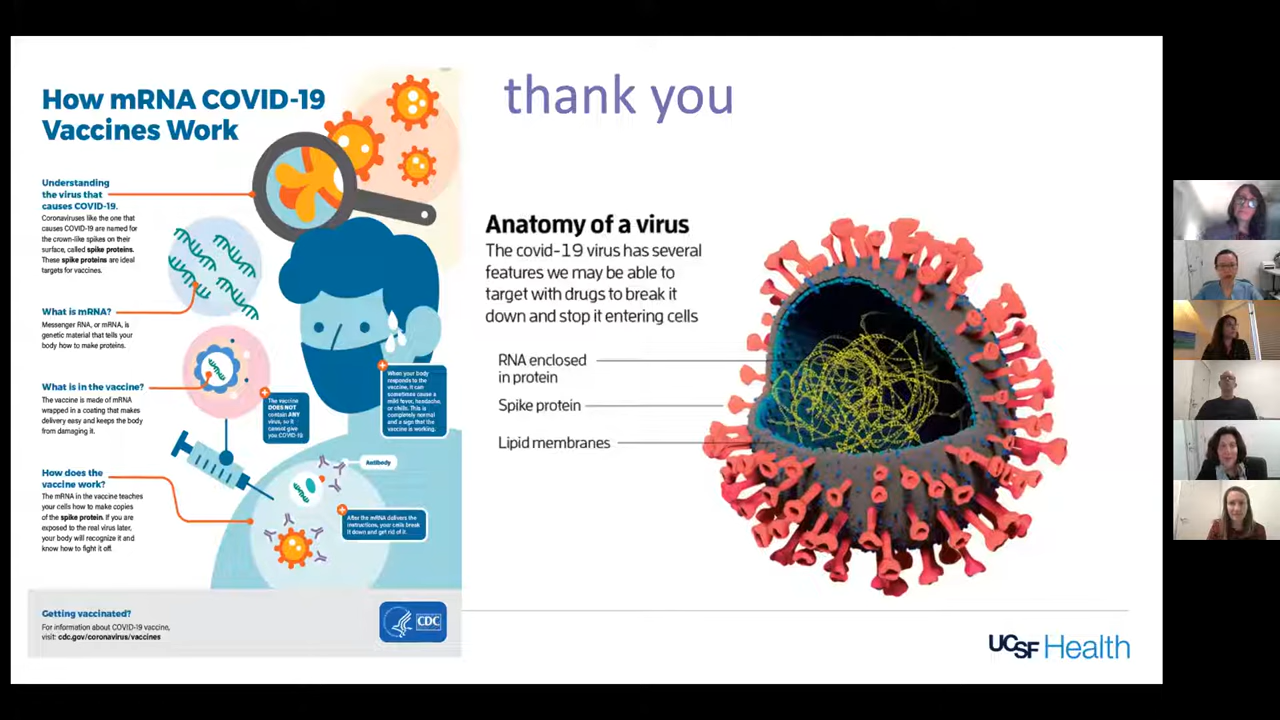 How mRNA COVID-19
Vaccines Work
Understanding
the virus that
causes COVID-19.
Coronaviruses like the one that
causes COVID-19 are named for
the crown-like spikes on their
surface, called spike proteins.
These spike proteins are ideal
targets for vaccines.
What is mRNA?
Messenger RNA, or mRNA, is
genetic material that tells your
body how to make proteins.
What is in the vaccine?
The vaccine is made of mRNA
wrapped in a coating that makes
delivery easy and keeps the body
from damaging it.
The vaccine
DOES NOT
contain ANY
virus, so it
cannot give
you COVID-19
When your body
responds to the
vaccine, it can
sometimes cause a
mild fever, headache,
or chills. This is
completely normal
and a sign that the
vaccine is working.
How does the
vaccine work?
The mRNA in the vaccine teaches
your cells how to make copies
of the spike protein. If you are
exposed to the real virus later,
your body will recognize it and
know how to fight it off.
Antibody
After the mRNA delivers the
instructions, your cells break
it down and get rid of it.
Getting vaccinated?
For information about COVID-19 vaccine,
visit: cdc.gov/coronavirus/vaccines
CDC
thank you
Anatomy of a virus
The covid-19 virus has several
features we may be able to
target with drugs to break it
down and stop it entering cells
RNA enclosed
in protein
Spike protein
Lipid membranes
UCSF Health